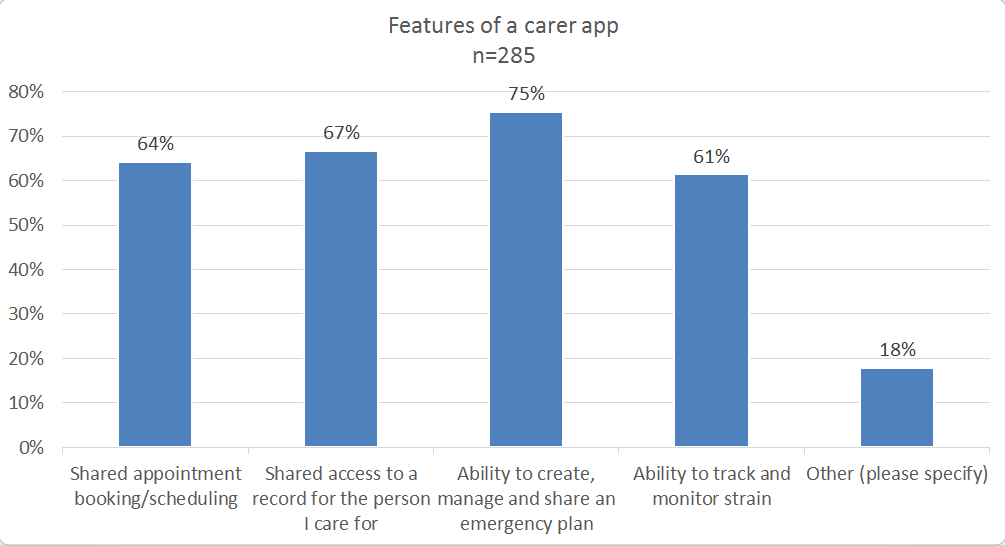 Features of a carer app
n=285
80%
70%
60%
50%
40%
30%
20%
10%
0%
64%
67%
75%
61%
18%
Shared appointment
booking/scheduling
Shared access to a
record for the person
I care for
Ability to create,
manage and share an
emergency plan
Ability to track and
monitor strain
Other (please specify)